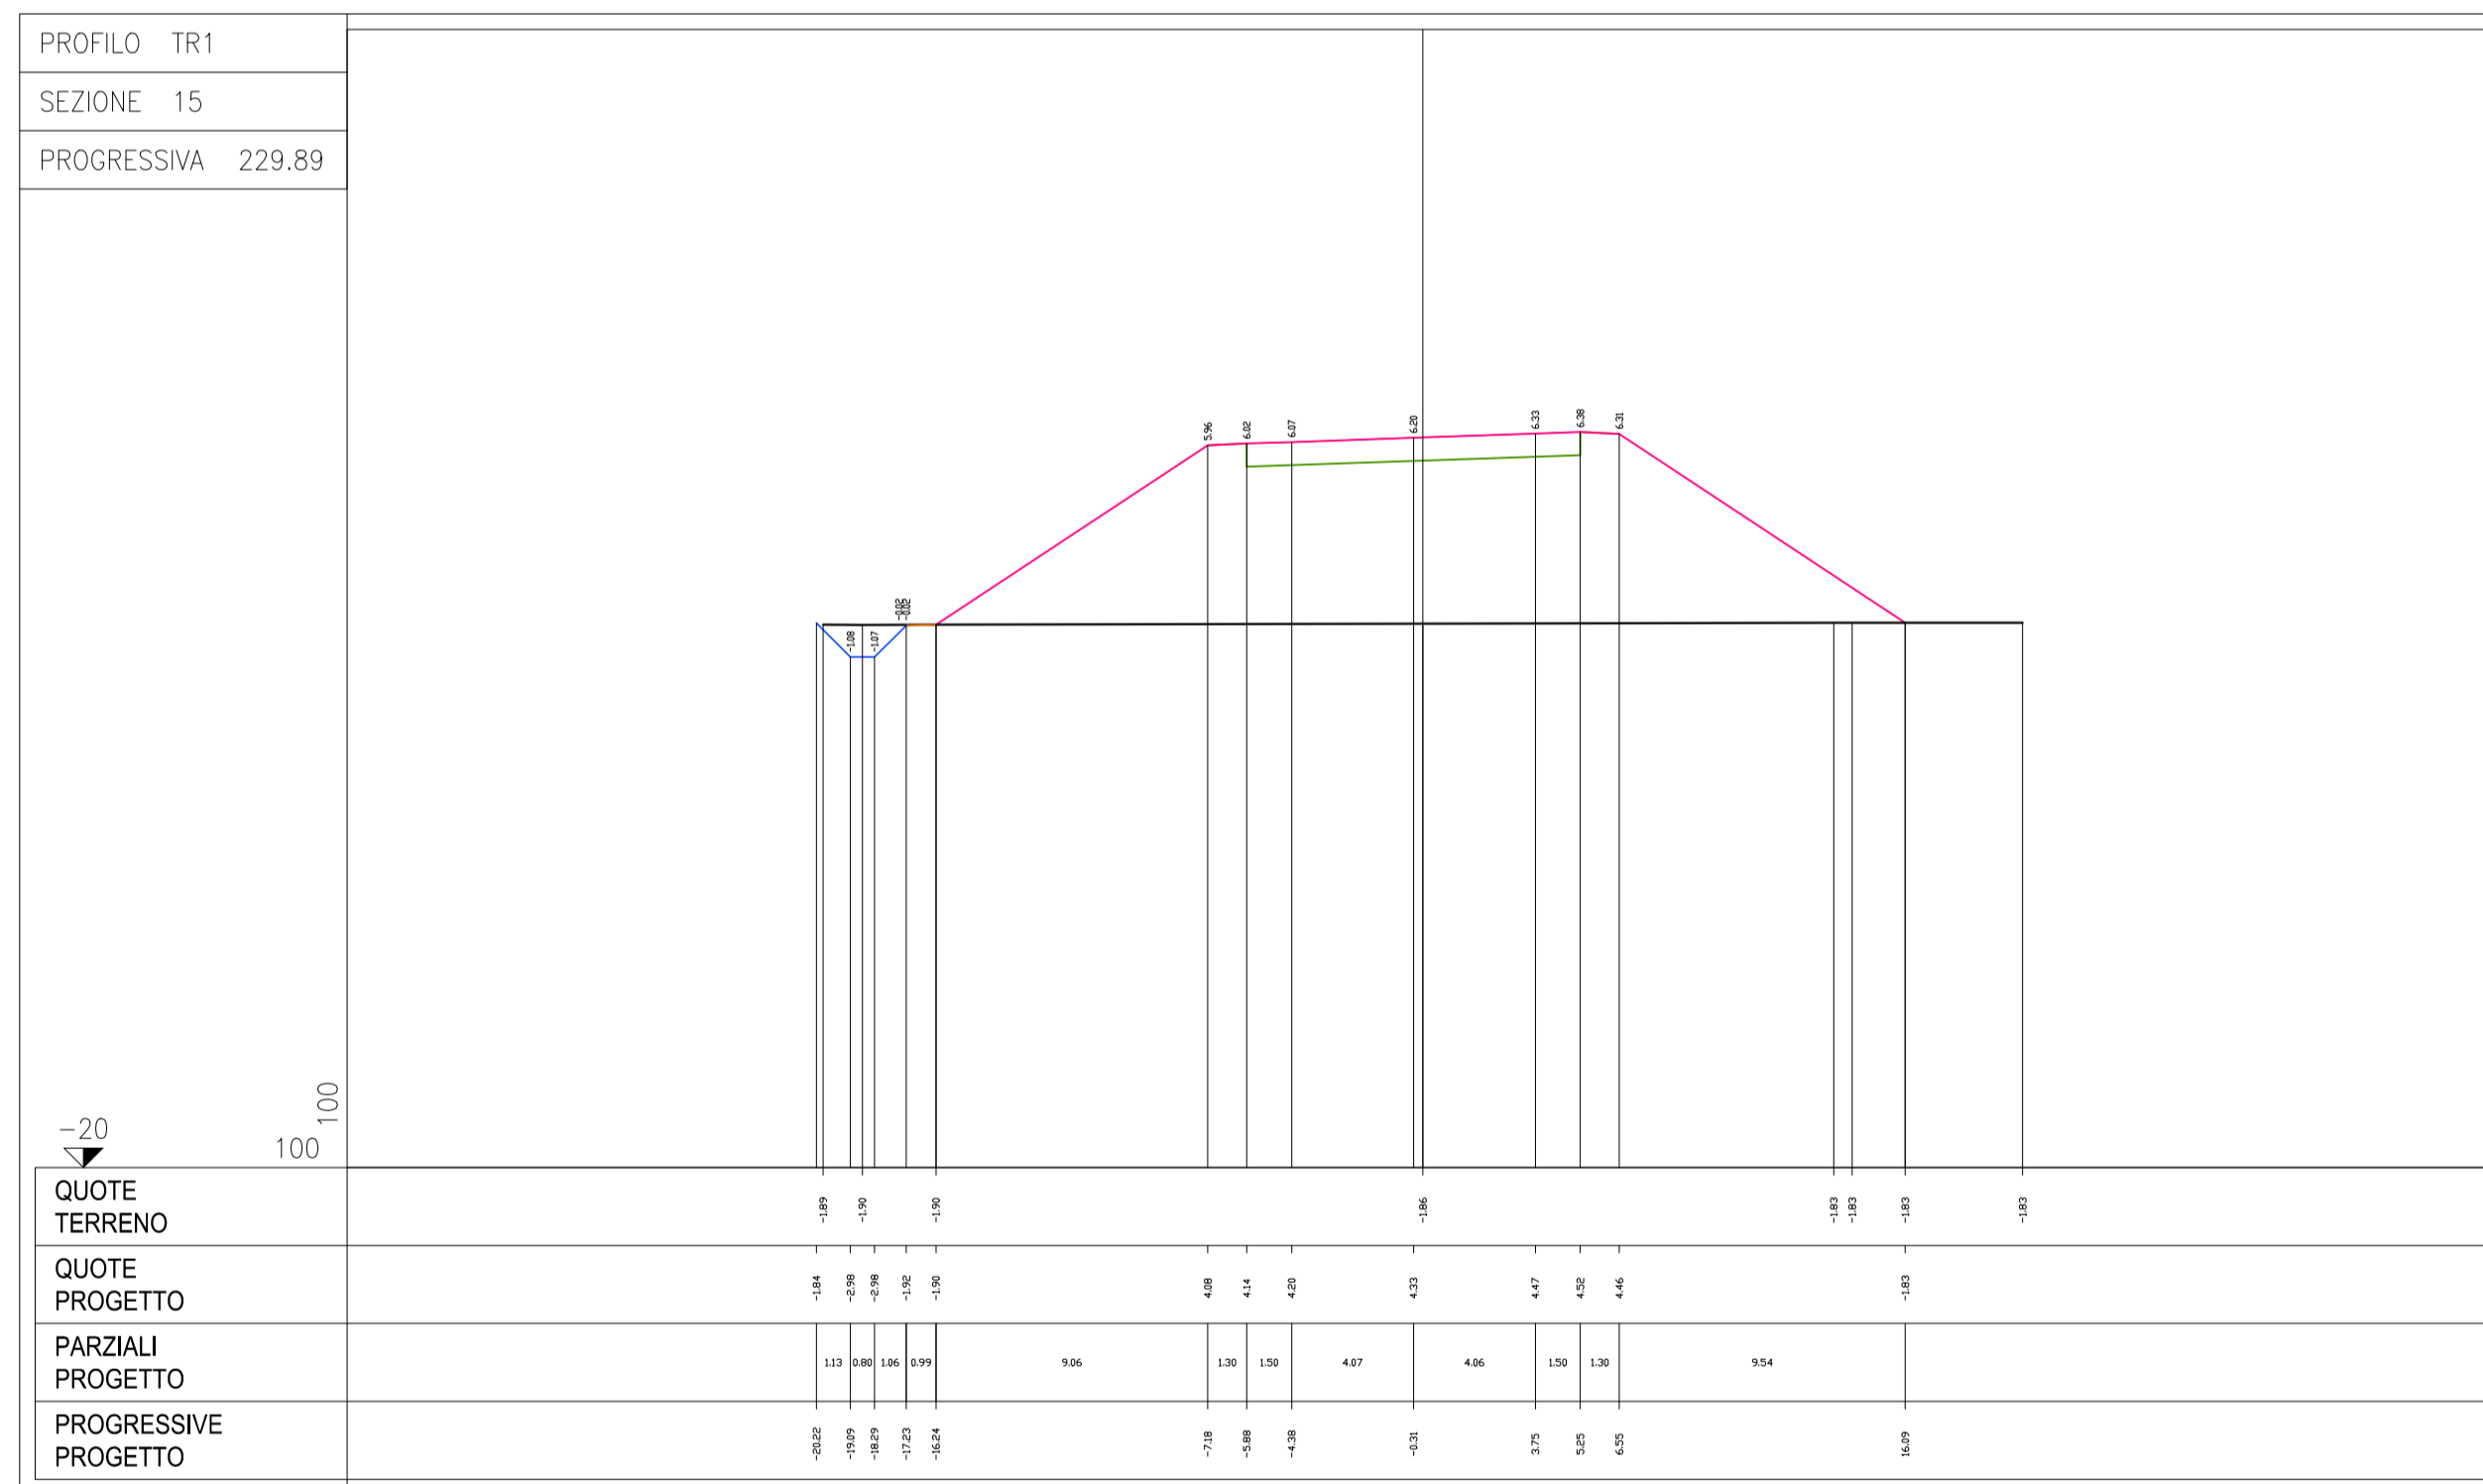 PROFILO TR1
SEZIONE 15
PROGRESSIVA 229.89
5.96 6.02 6.07 6.20 6.33 6.38 6.31
-0.02 -0.02
-1.08 -1.07
100
-20
100
QUOTE
TERRENO
-1.89 -1.90 -1.90 -1.86 -1.83 -1.83 -1.83 -1.83
QUOTE
PROGETTO
-1.84 -2.98 -2.98 -1.92 -1.90 4.08 4.14 4.20 4.33 4.47 4.52 4.46 -1.83
PARZIALI
PROGETTO
1.13 0.80 1.06 0.99 9.06 1.30 1.50 4.07 4.06 1.50 1.30 9.54
PROGRESSIVE
PROGETTO
-20.22 -19.09 -18.29 -17.23 -16.24 -7.18 -5.88 -4.38 -0.31 3.75 5.25 6.55 16.09